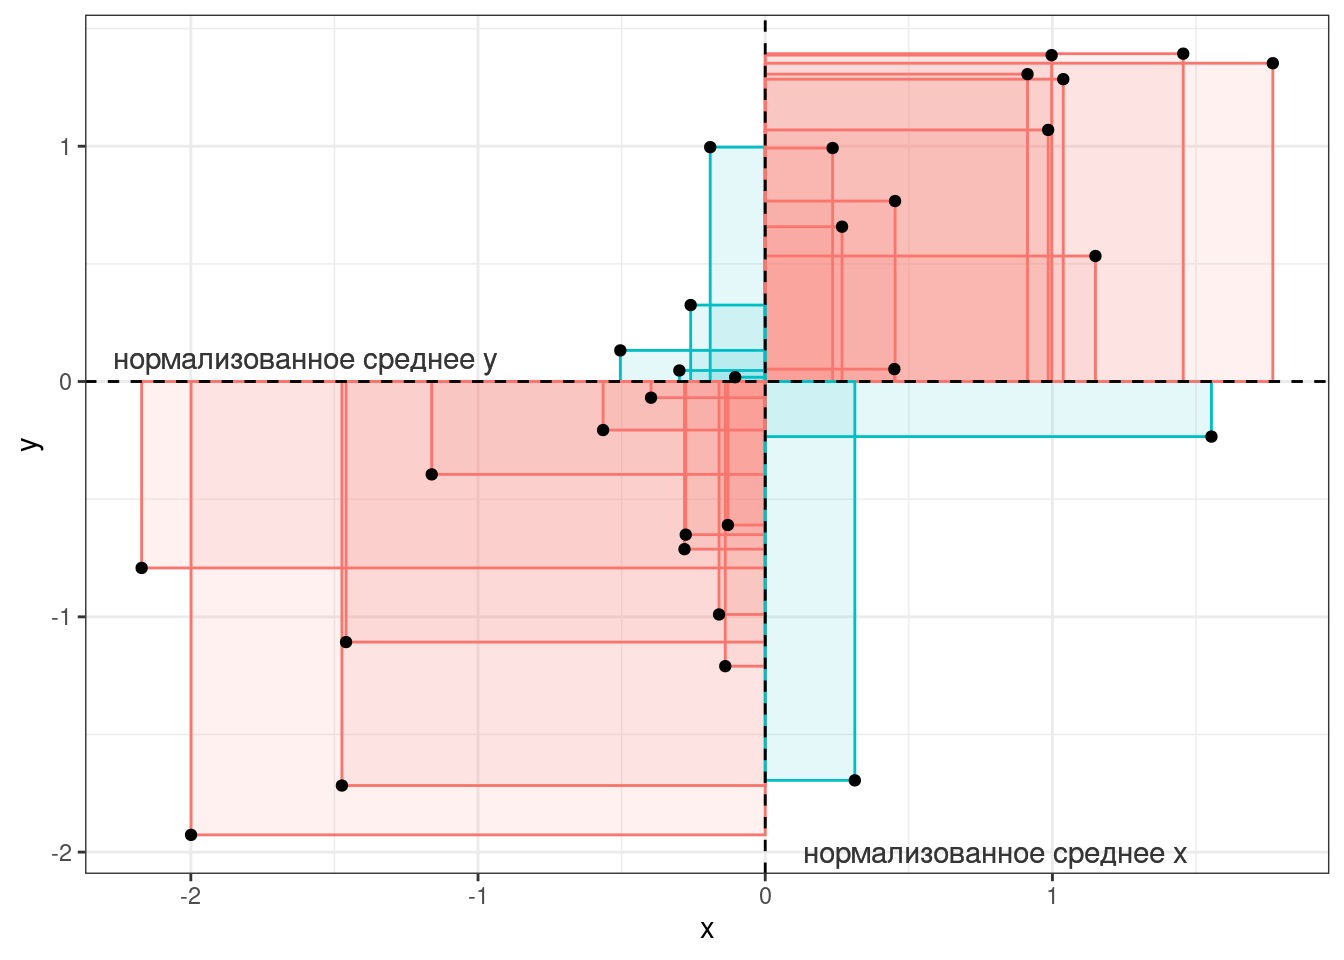 1
нормализованное среднее y
0
y
-1
нормализованное среднее x
-2
-2
-1
0
1
x